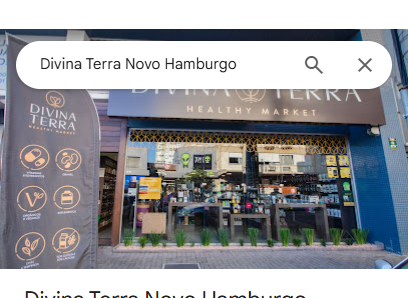 Divina Terra Novo Hamburgo
DIVINA TERRA
HEALTHY MARKET
DIVINA
TERRA
HEALTHY MARKET
Divina Terra Novo Hamburgo